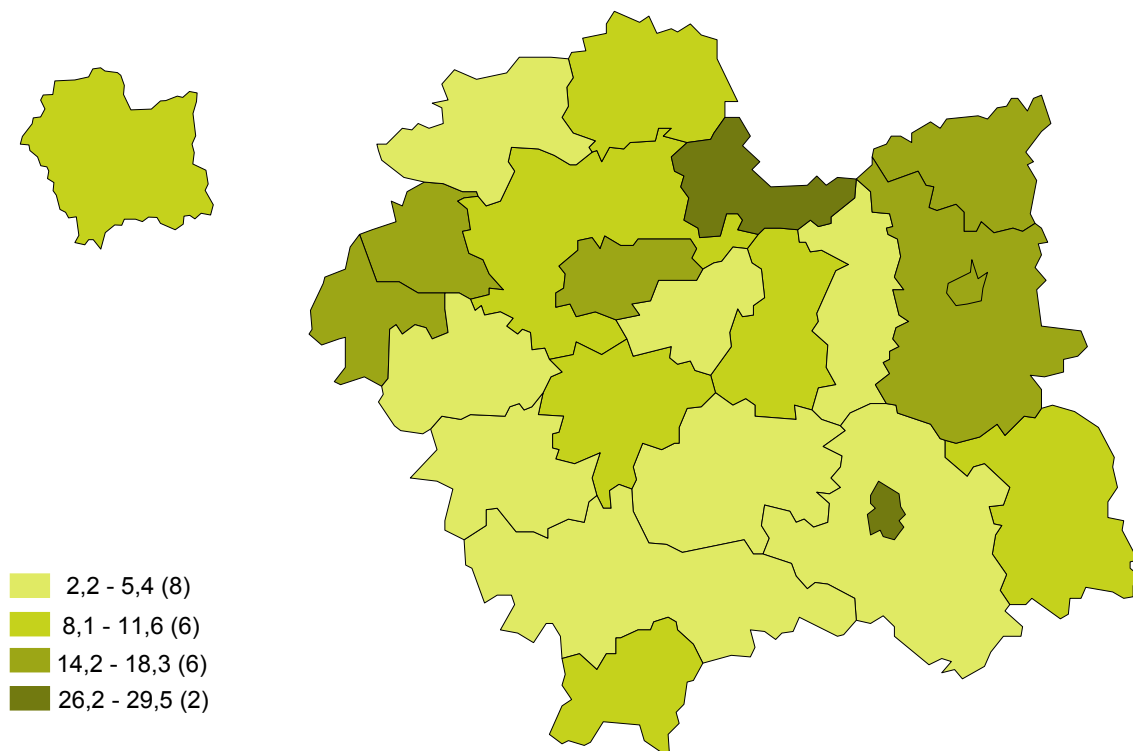 2,2 - 5,4 (8)
8,1 - 11,6 (6)
14,2 - 18,3 (6)
26,2 - 29,5 (2)